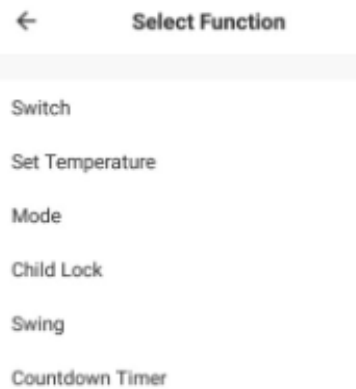 Select Function
Switch
Set Temperature
Mode
Child Lock
Swing
Countdown Timer